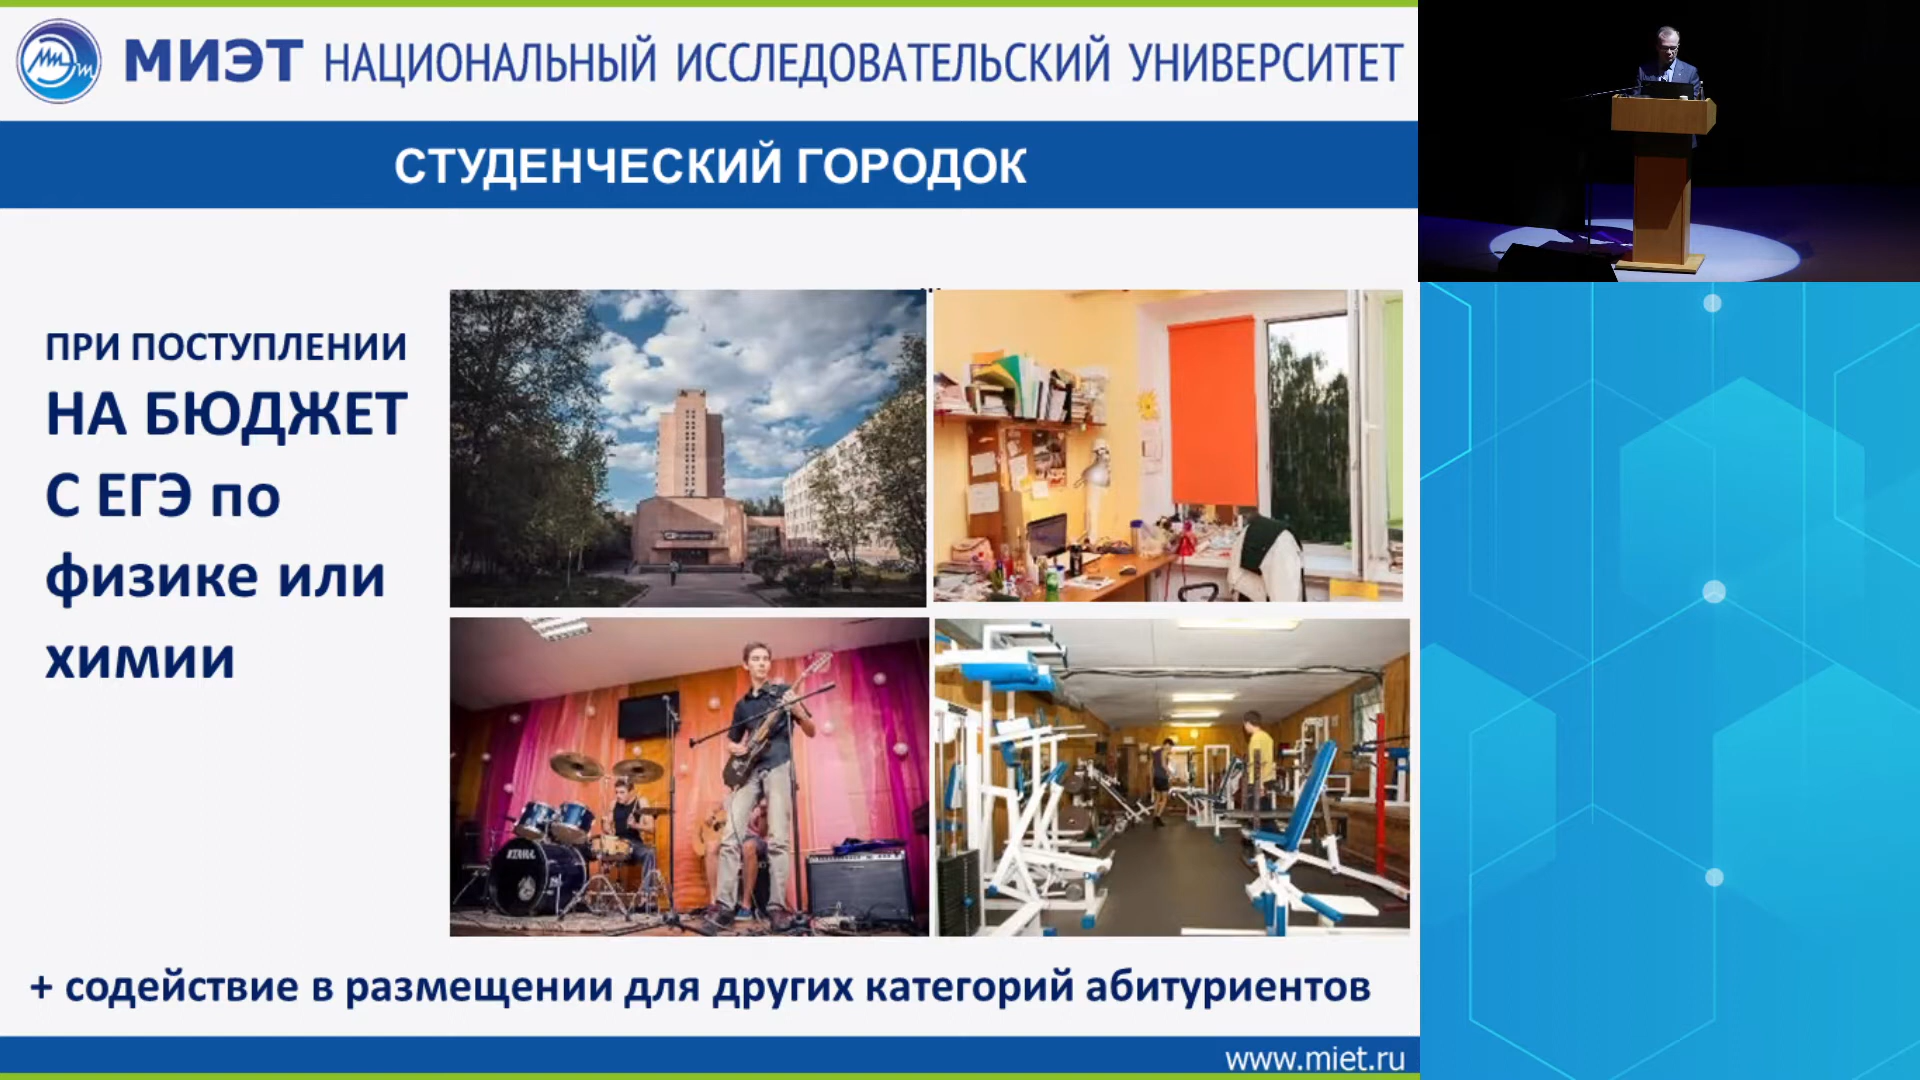 МИЭТ НАЦИОНАЛЬНЫЙ ИССЛЕДОВАТЕЛЬСКИЙ УНИВЕРСИТЕТ
СТУДЕНЧЕСКИЙ ГОРОДОК
ПРИ ПОСТУПЛЕНИИ
НА БЮДЖЕТ
С ЕГЭ по
физике или
химии
TAMA
+ содействие в размещении для других категорий абитуриентов
www.miet.ru